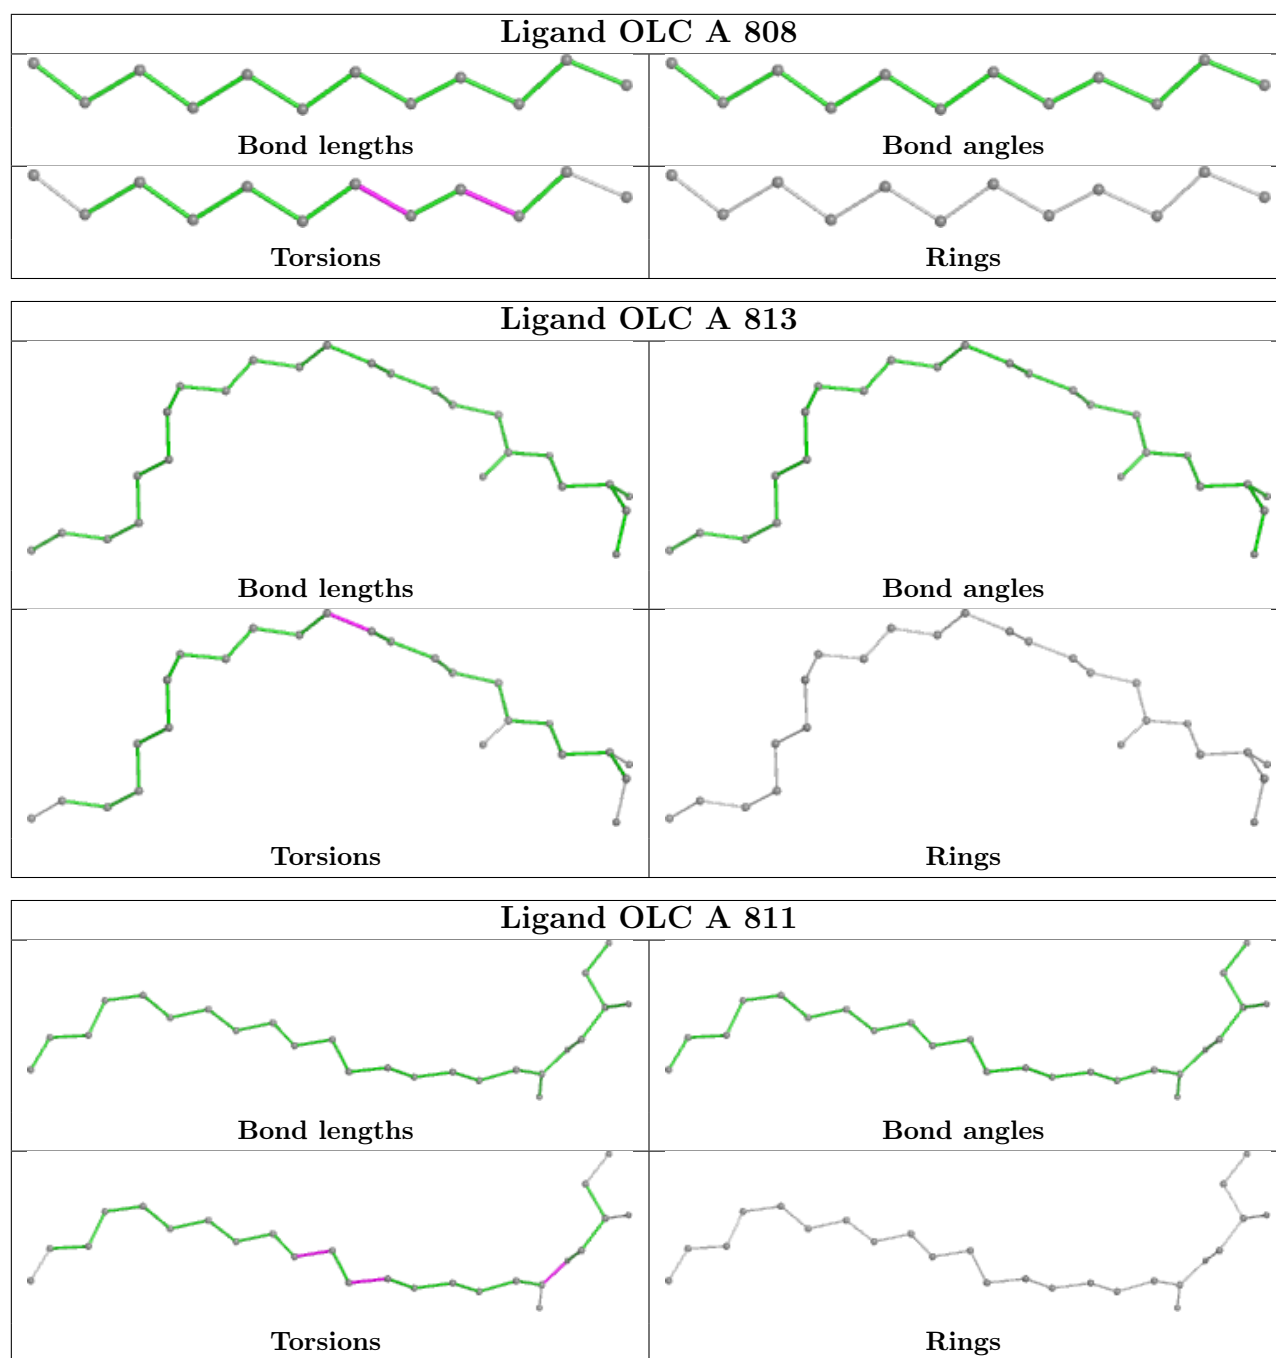 Ligand OLC A 808
Bond lengths
Bond angles
Torsions
Rings
Ligand OLC A 813
Bond lengths
Bond angles
Torsions
Rings
Ligand OLC A 811
Bond lengths
Bond angles
Torsions
Rings